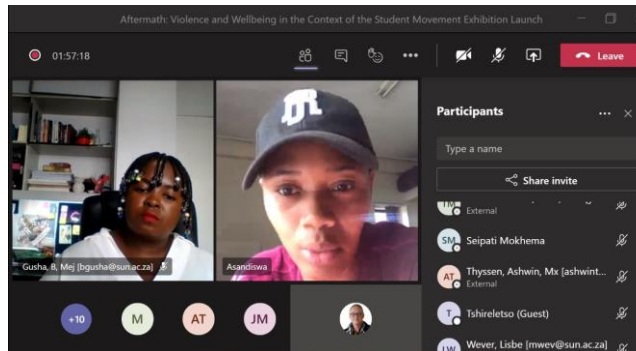 Aftermath: Violence and Wellbeing in the Context of the Student Movement Exhibition Launch
01:57:18
Leave
Participants
Type a name
Share invite
External
SM Seipati Mokhema
AT Thyssen, Ashwin, Mx [ashwint...
External
T Tshireletso (Guest)
LW Wever, Lisbe [mwev@sun.ac.za]
Gusha, B, Mej [bgusha@sun.ac.za]
Asandiswa
+10
M
AT
JM